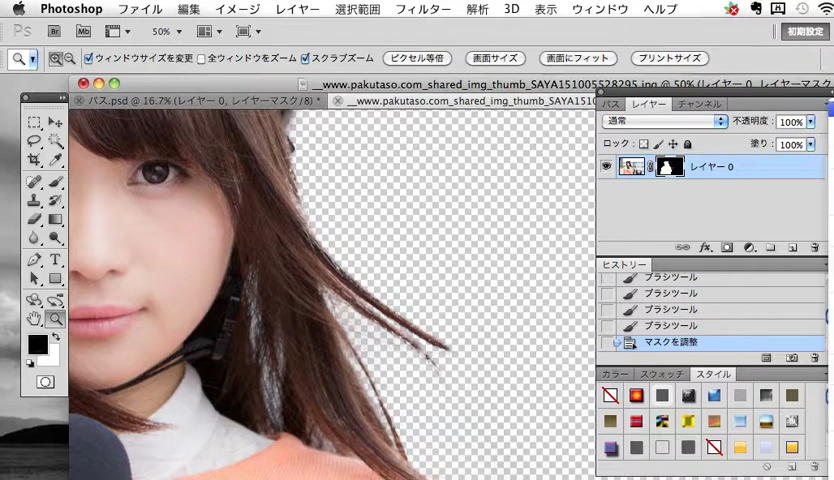 Photoshop ファイル 編集 イメージ レイヤー 選択範囲 フィルター 解析 3D 表示 ウィンドウ ヘルプ
Ps Br Mb 50% 初期設定
ウィンドウサイズを変更 全ウィンドウをズーム スクラブズーム ピクセル等倍 画面サイズ 画面にフィット プリントサイズ
__www.pakutaso.com_shared_img_thumb_SAYA151005528295.jpg @ 50% (レイヤー 0, レイヤーマスク
パス.psd @ 16.7% (レイヤー 0, レイヤーマスク/8) * __www.pakutaso.com_shared_img_thumb_SAYA1510055
パス レイヤー チャンネル
通常 不透明度: 100%
ロック: 塗り: 100%
レイヤー 0
fx
ヒストリー
ブラシツール
ブラシツール
ブラシツール
ブラシツール
マスクを調整
カラー スウォッチ スタイル
T